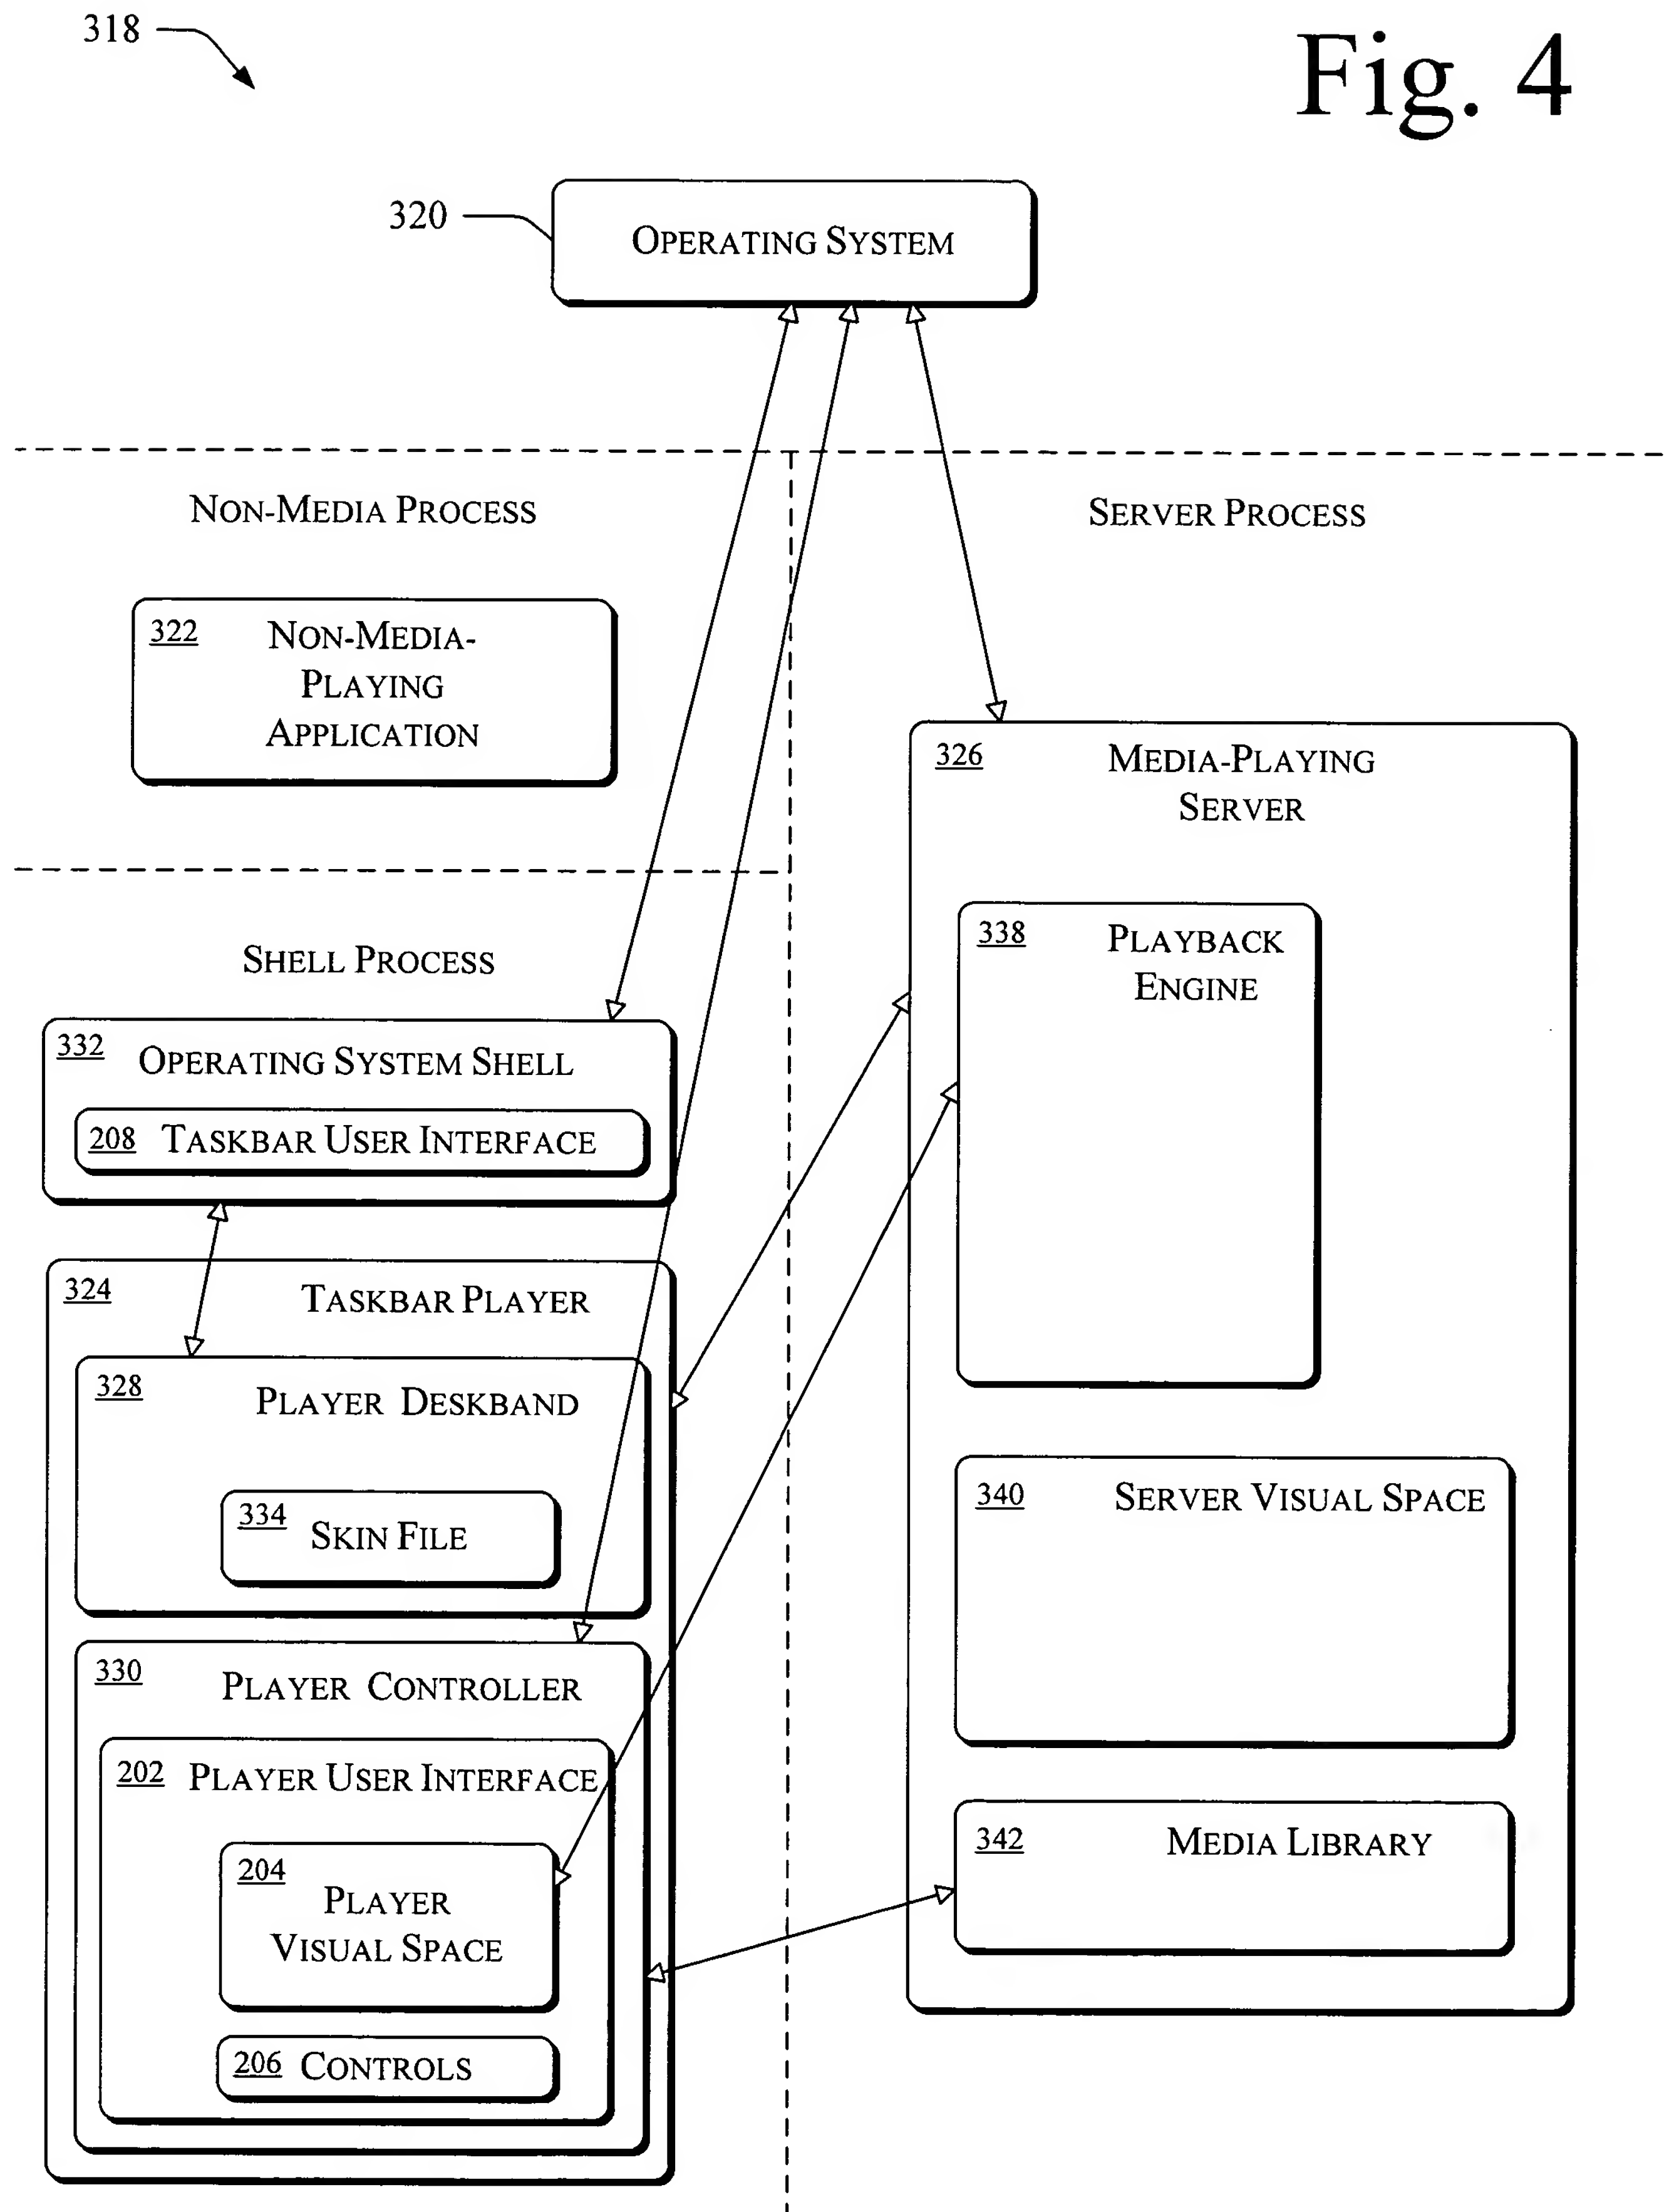 318
Fig. 4
320
OPERATING SYSTEM
NON-MEDIA PROCESS
SERVER PROCESS
322 NON-MEDIA-
PLAYING
APPLICATION
326 MEDIA-PLAYING
SERVER
338 PLAYBACK
ENGINE
SHELL PROCESS
332 OPERATING SYSTEM SHELL
208 TASKBAR USER INTERFACE
324 TASKBAR PLAYER
328 PLAYER DESKBAND
334 SKIN FILE
340 SERVER VISUAL SPACE
330 PLAYER CONTROLLER
202 PLAYER USER INTERFACE
204 PLAYER
VISUAL SPACE
342 MEDIA LIBRARY
206 CONTROLS